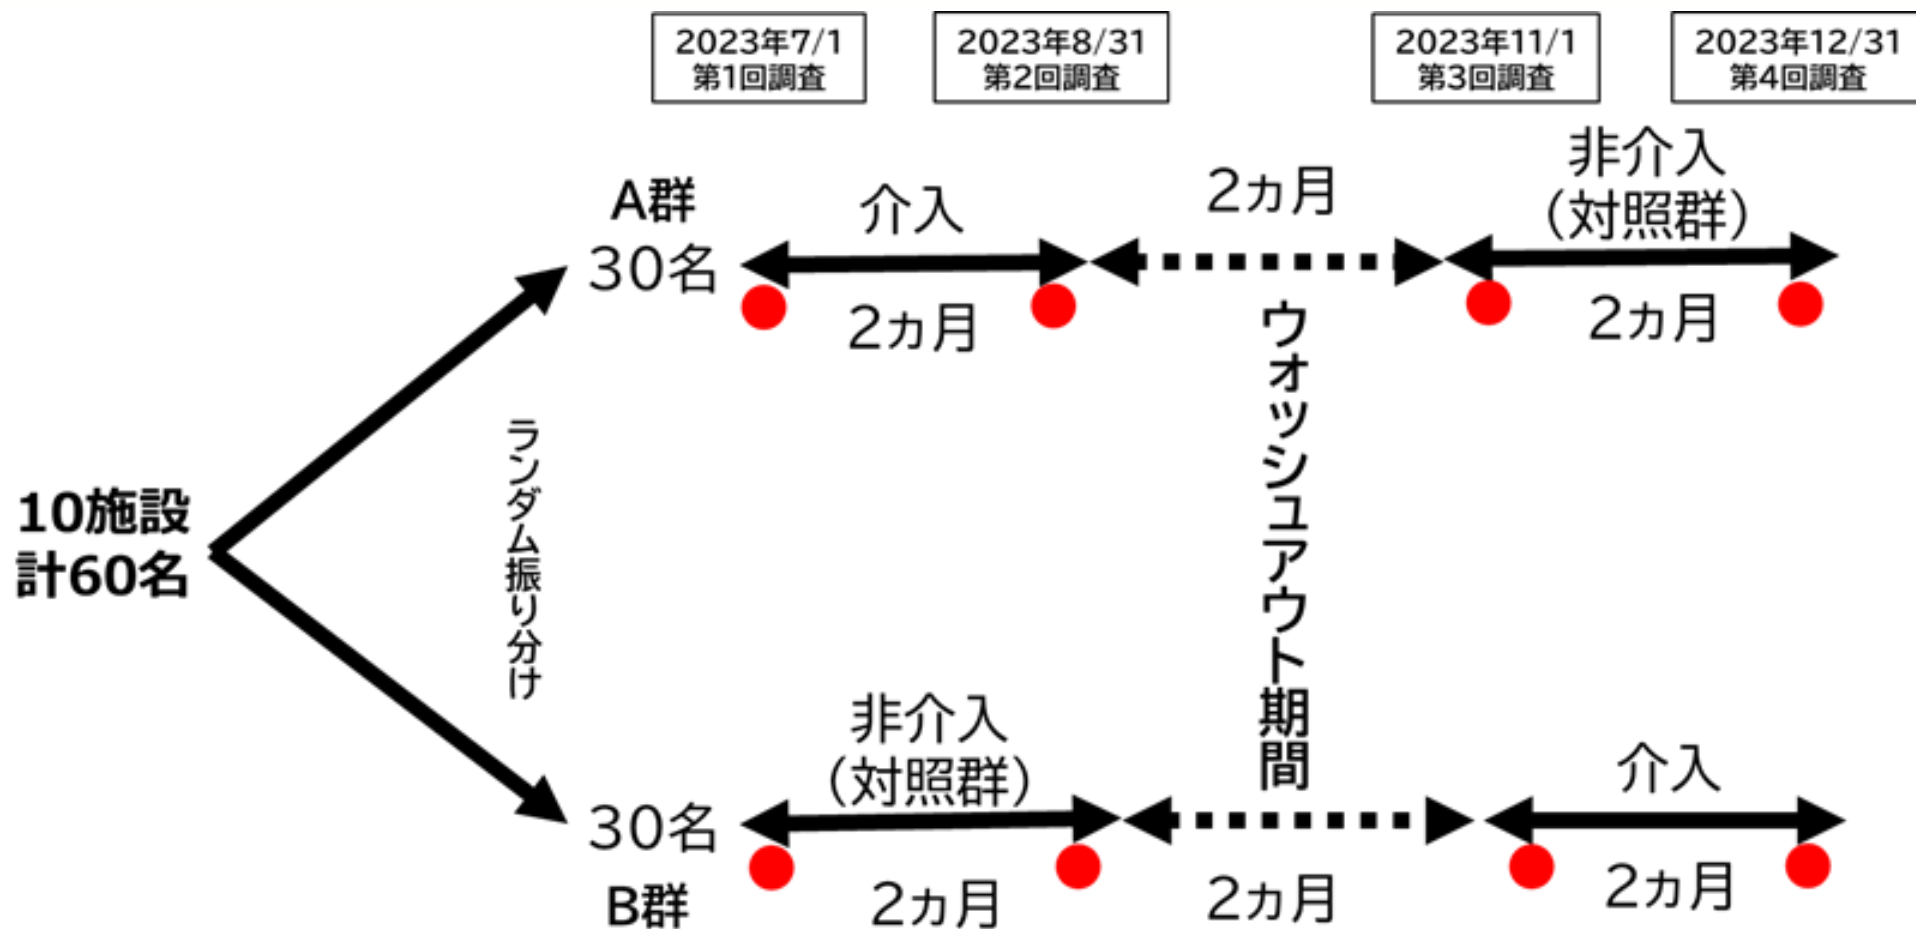 2023年7/1
第1回調査
2023年8/31
第2回調査
2023年11/1
第3回調査
2023年12/31
第4回調査
A群
30名
介入
2ヵ月
2ヵ月
非介入
（対照群）
2ヵ月
10施設
計60名
ランダム振り分け
ウォッシュアウト期間
30名
B群
非介入
（対照群）
2ヵ月
2ヵ月
介入
2ヵ月